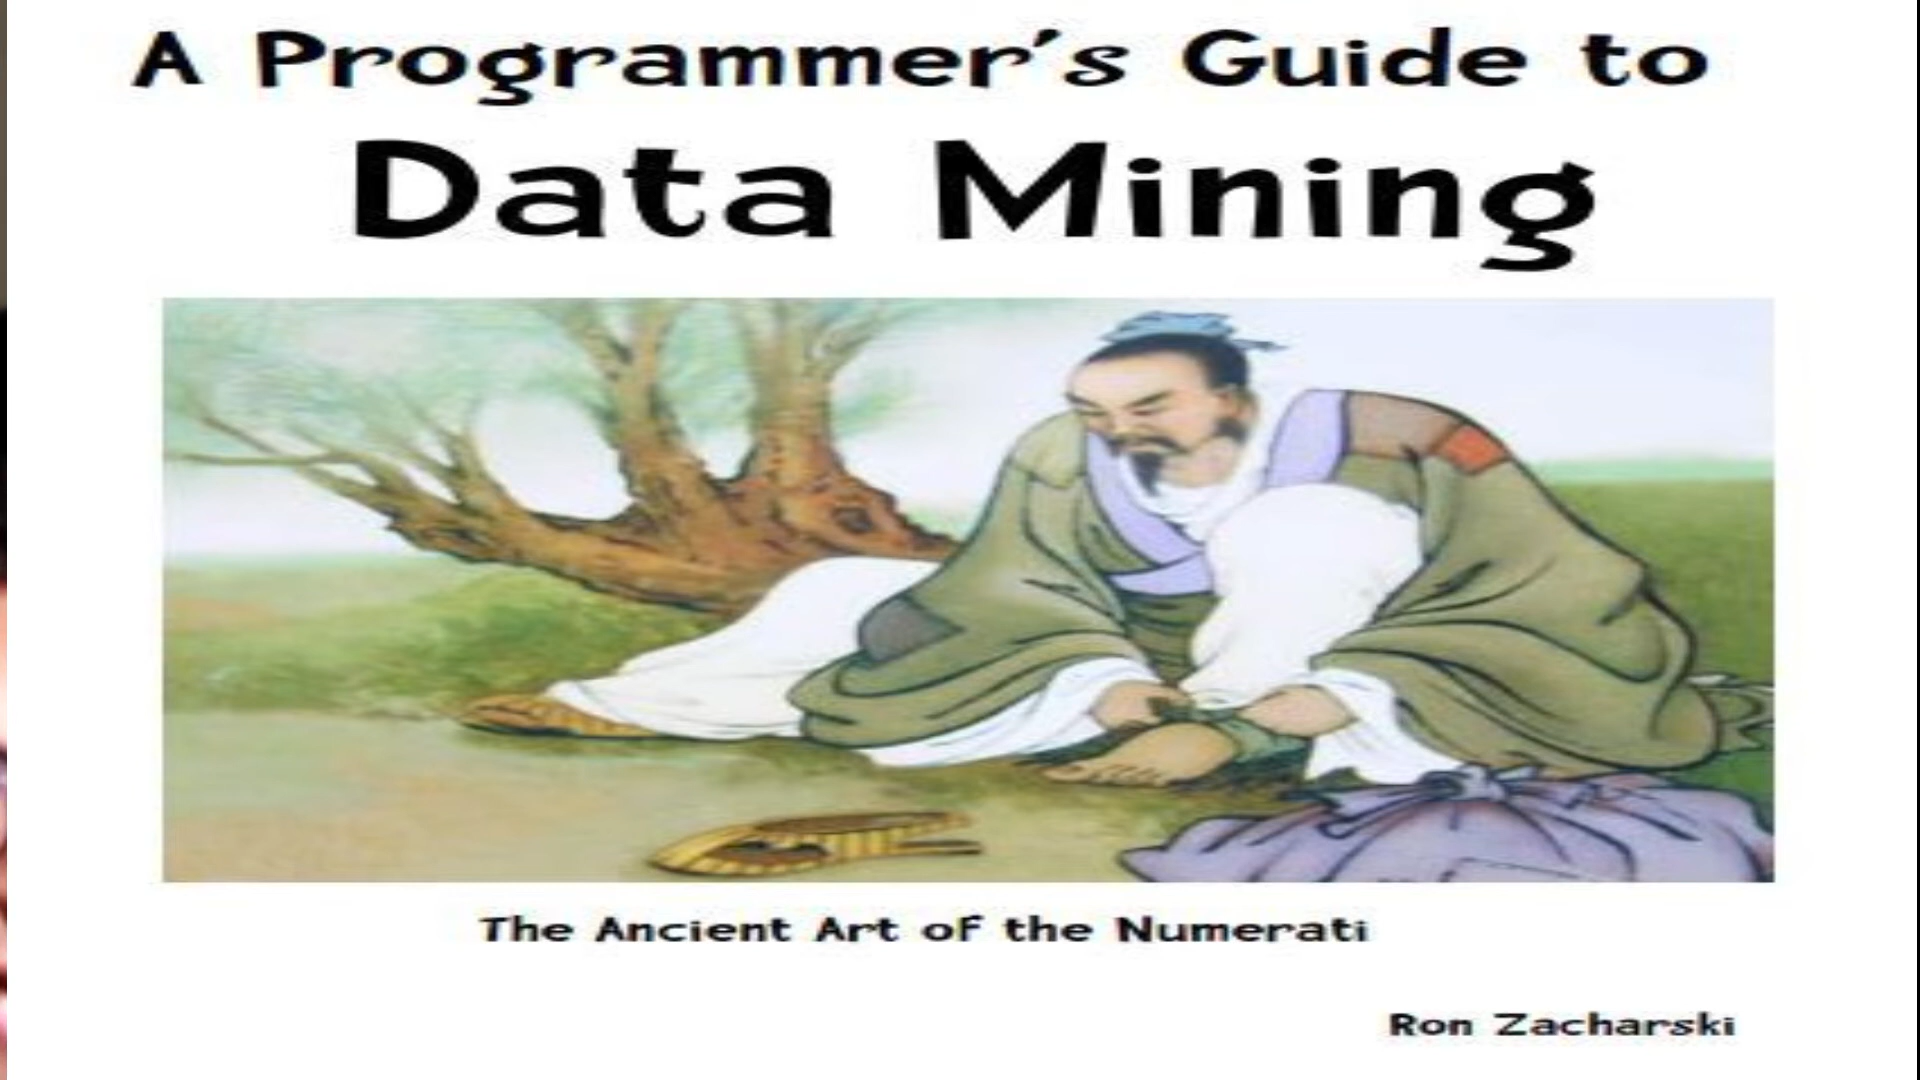 A Programmer's Guide to
Data Mining
The Ancient Art of the Numerati
Ron Zacharski